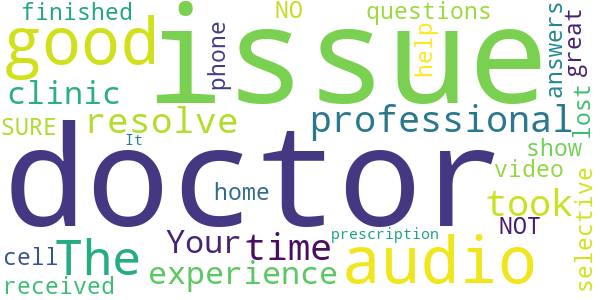 finished
NO
questions
good
issue
phone
help
answers
great
clinic
resolve
professional
lost
SURE
It
doctor
show
home
video
selective
took
Your
time
prescription
NOT
cell
The
experience
audio
received